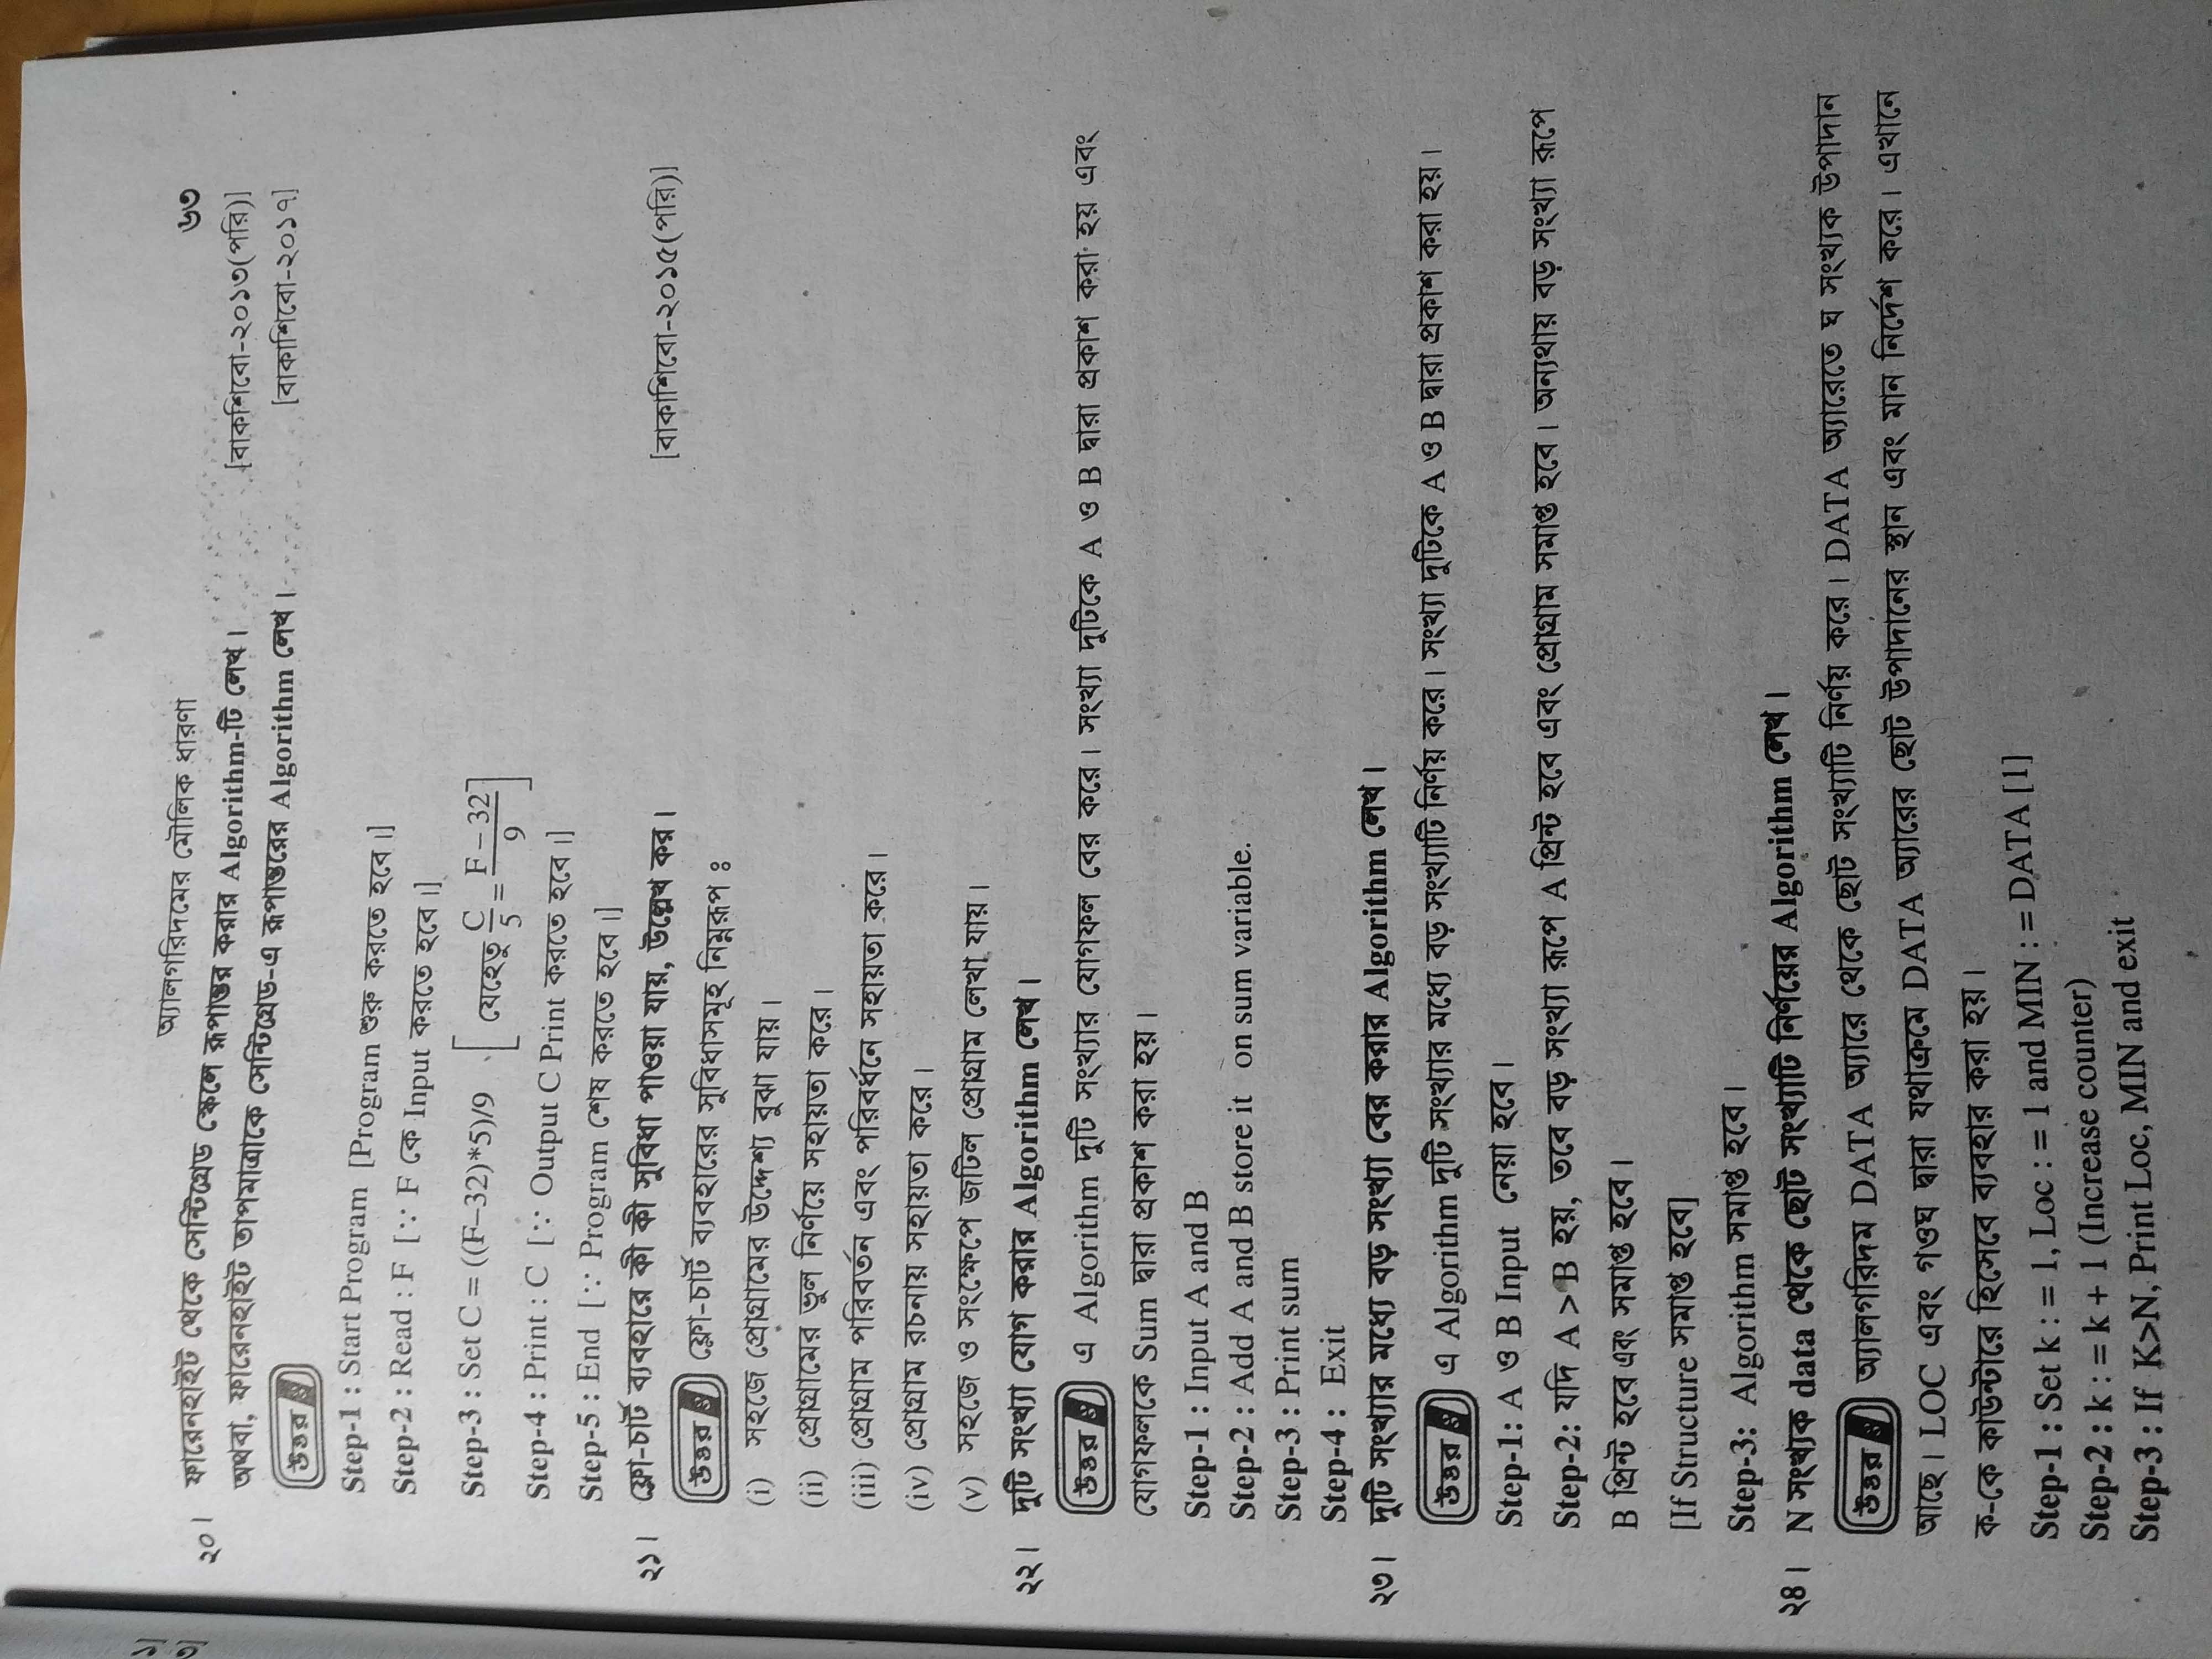 অ্যালগরিদমের মৌলিক ধারণা ৬৩
২০। ফারেনহাইট থেকে সেন্টিগ্রেড স্কেলে রূপান্তর করার Algorithm-টি লেখ। [বাকশিবো-২০১৩(পরি)]
অথবা, ফারেনহাইট তাপমাত্রাকে সেন্টিগ্রেড-এ রূপান্তরের Algorithm লেখ। [বাকাশিবো-২০১৭]
উত্তর ঃ
Step-1 : Start Program [Program শুরু করতে হবে।]
Step-2 : Read : F [∵ F কে Input করতে হবে।]
Step-3 : Set C = ((F–32)*5)/9 [যেহেতু C/5 = (F – 32)/9]
Step-4 : Print : C [∵ Output C Print করতে হবে।]
Step-5 : End [∵ Program শেষ করতে হবে।]
২১। ফ্লো-চার্ট ব্যবহারে কী কী সুবিধা পাওয়া যায়, উল্লেখ কর। [বাকাশিবো-২০১৫(পরি)]
উত্তর ঃ ফ্লো-চার্ট ব্যবহারের সুবিধাসমূহ নিম্নরূপ ঃ
(i) সহজে প্রোগ্রামের উদ্দেশ্য বুঝা যায়।
(ii) প্রোগ্রামের ভুল নির্ণয়ে সহায়তা করে।
(iii) প্রোগ্রাম পরিবর্তন এবং পরিবর্ধনে সহায়তা করে।
(iv) প্রোগ্রাম রচনায় সহায়তা করে।
(v) সহজে ও সংক্ষেপে জটিল প্রোগ্রাম লেখা যায়।
২২। দুটি সংখ্যা যোগ করার Algorithm লেখ।
উত্তর ঃ এ Algorithm দুটি সংখ্যার যোগফল বের করে। সংখ্যা দুটিকে A ও B দ্বারা প্রকাশ করা হয় এবং
যোগফলকে Sum দ্বারা প্রকাশ করা হয়।
Step-1 : Input A and B
Step-2 : Add A and B store it on sum variable.
Step-3 : Print sum
Step-4 : Exit
২৩। দুটি সংখ্যার মধ্যে বড় সংখ্যা বের করার Algorithm লেখ।
উত্তর ঃ এ Algorithm দুটি সংখ্যার মধ্যে বড় সংখ্যাটি নির্ণয় করে। সংখ্যা দুটিকে A ও B দ্বারা প্রকাশ করা হয়।
Step-1: A ও B Input নেয়া হবে।
Step-2: যদি A > B হয়, তবে বড় সংখ্যা রূপে A প্রিন্ট হবে এবং প্রোগ্রাম সমাপ্ত হবে। অন্যথায় বড় সংখ্যা রূপে
B প্রিন্ট হবে এবং সমাপ্ত হবে।
[If Structure সমাপ্ত হবে]
Step-3: Algorithm সমাপ্ত হবে।
২৪। N সংখ্যক data থেকে ছোট সংখ্যাটি নির্ণয়ের Algorithm লেখ।
উত্তর ঃ অ্যালগরিদম DATA অ্যারে থেকে ছোট সংখ্যাটি নির্ণয় করে। DATA অ্যারেতে ঘ সংখ্যক উপাদান
আছে। LOC এবং গওঘ দ্বারা যথাক্রমে DATA অ্যারের ছোট উপাদানের স্থান এবং মান নির্দেশ করে। এখানে
ক-কে কাউন্টারে হিসেবে ব্যবহার করা হয়।
Step-1 : Set k : = 1, Loc : = 1 and MIN : = DATA [1]
Step-2 : k : = k + 1 (Increase counter)
Step-3 : If K>N, Print Loc, MIN and exit